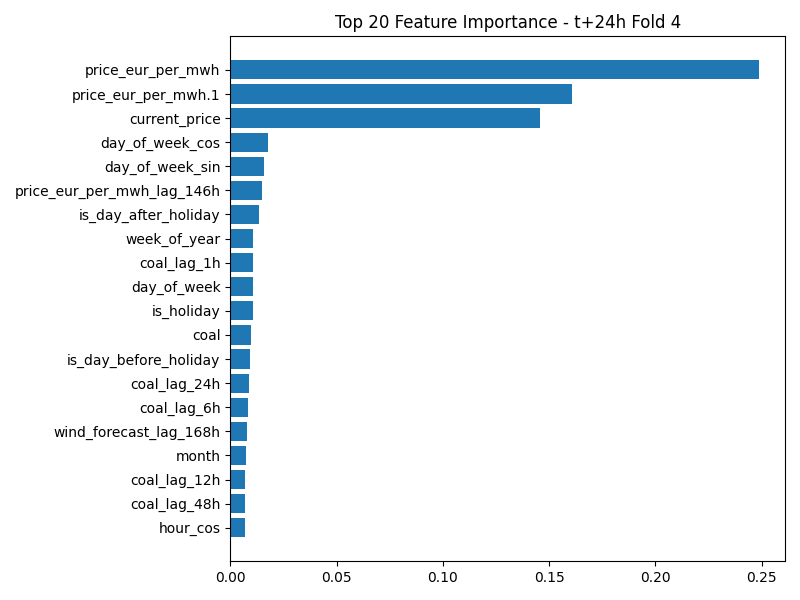 Top 20 Feature Importance - t+24h Fold 4
price_eur_per_mwh
price_eur_per_mwh.1
current_price
day_of_week_cos
day_of_week_sin
price_eur_per_mwh_lag_146h
is_day_after_holiday
week_of_year
coal_lag_1h
day_of_week
is_holiday
coal
is_day_before_holiday
coal_lag_24h
coal_lag_6h
wind_forecast_lag_168h
month
coal_lag_12h
coal_lag_48h
hour_cos
0.00 0.05 0.10 0.15 0.20 0.25